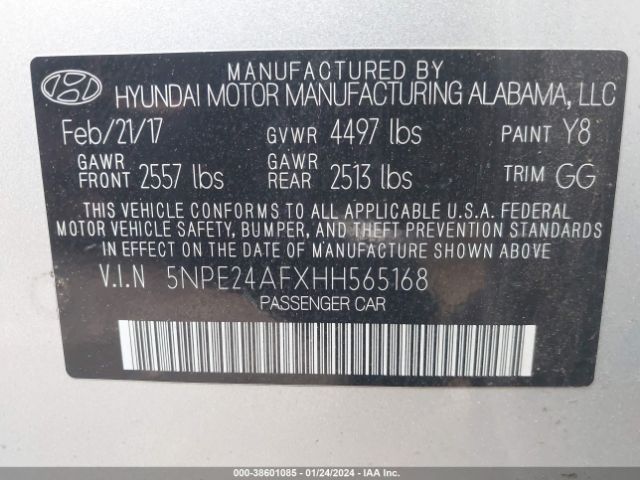 MANUFACTURED BY
HYUNDAI MOTOR MANUFACTURING ALABAMA, LLC
Feb/21/17 GVWR 4497 lbs PAINT Y8
GAWR FRONT 2557 lbs GAWR REAR 2513 lbs TRIM GG
THIS VEHICLE CONFORMS TO ALL APPLICABLE U.S.A. FEDERAL
MOTOR VEHICLE SAFETY, BUMPER, AND THEFT PREVENTION STANDARDS
IN EFFECT ON THE DATE OF MANUFACTURE SHOWN ABOVE.
V.I.N 5NPE24AFXHH565168
PASSENGER CAR
000-38601085 - 01/24/2024 - IAA Inc.